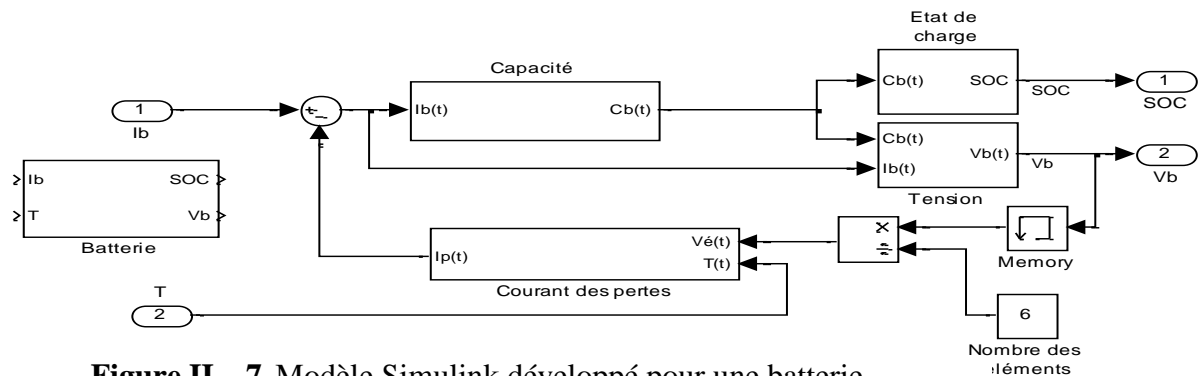 Etat de
charge
Capacité
Cb(t) SOC
SOC
1
SOC
1
Ib
+
-
Ib(t) Cb(t)
Cb(t)
Ib(t)
Vb(t)
Vb
2
Vb
Tension
Ib SOC
T Vb
Batterie
Ip(t)
Vé(t)
T(t)
Courant des pertes
×
÷
Memory
T
2
6
Nombre des
léments
Figure II – 7 Modèle Simulink développé pour une batterie